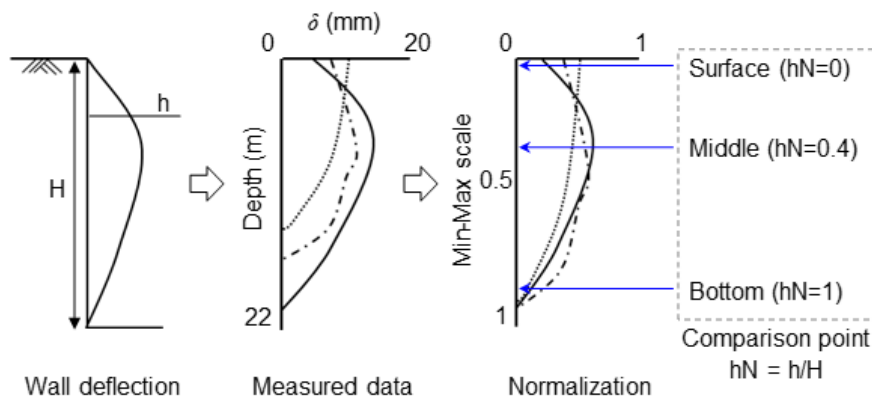 δ (mm)
0
20
0
1
h
H
Depth (m)
22
Min-Max scale
0.5
1
Surface (hN=0)
Middle (hN=0.4)
Bottom (hN=1)
Comparison point
hN = h/H
Wall deflection
Measured data
Normalization